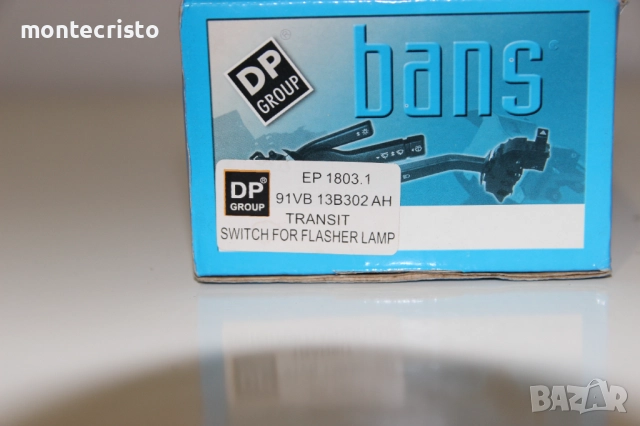 montecristo
DP®
GROUP
bans®
DP®
GROUP
EP 1803.1
91VB 13B302 AH
TRANSIT
SWITCH FOR FLASHER LAMP
BAZAR